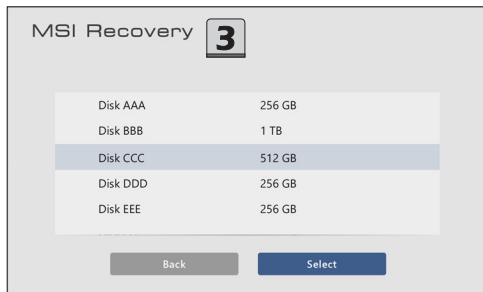 MSI Recovery 3
Disk AAA 256 GB
Disk BBB 1 TB
Disk CCC 512 GB
Disk DDD 256 GB
Disk EEE 256 GB
Back Select